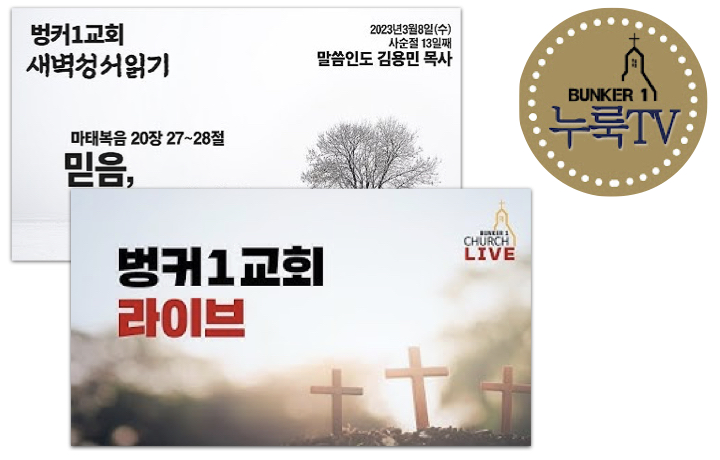 벙커1교회
새벽성서읽기
2023년3월8일(수)
사순절 13일째
말씀인도 김용민 목사
마태복음 20장 27~28절
믿음,
BUNKER 1
누룩TV
BUNKER 1
CHURCH
LIVE
벙커1교회
라이브